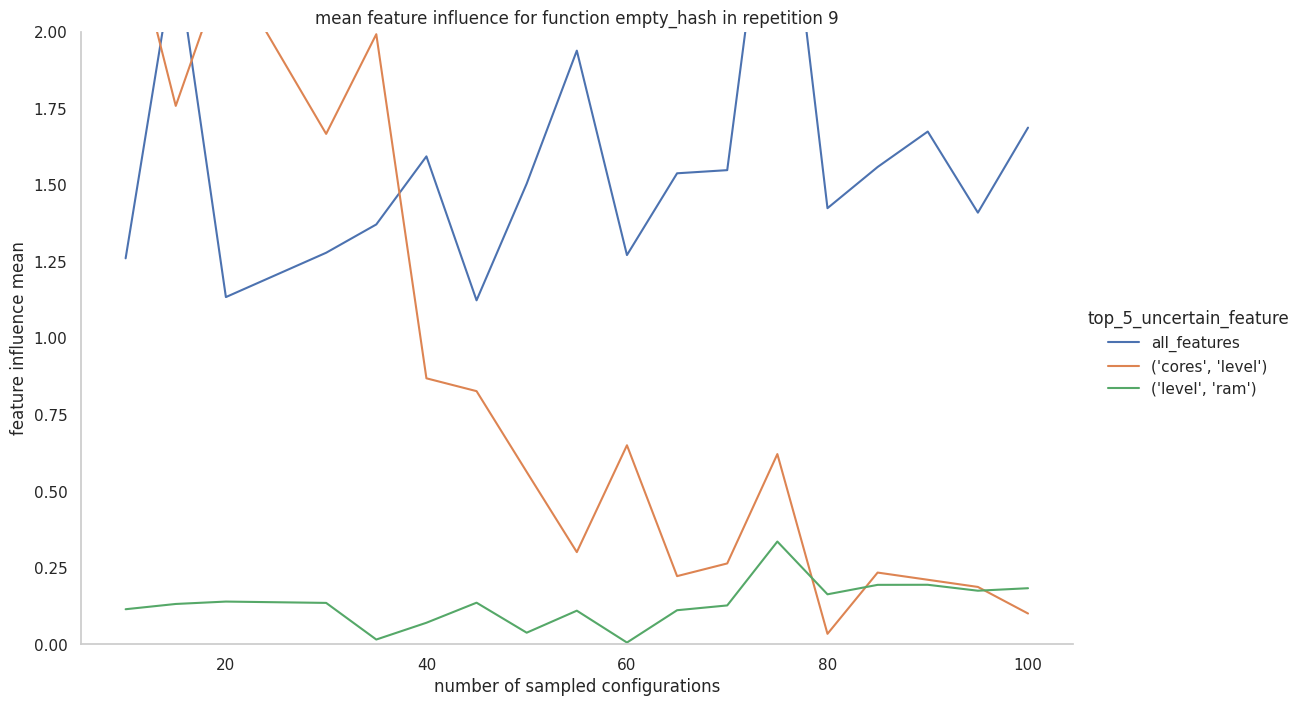 mean feature influence for function empty_hash in repetition 9
2.00
1.75
1.50
1.25
1.00
0.75
0.50
0.25
0.00
feature influence mean
20 40 60 80 100
number of sampled configurations
top_5_uncertain_feature
all_features
('cores', 'level')
('level', 'ram')